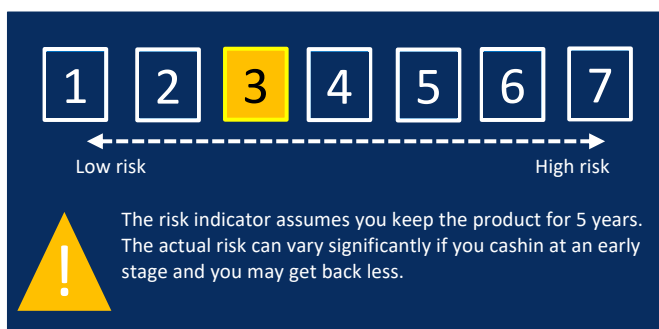 1 2 3 4 5 6 7
Low risk High risk
The risk indicator assumes you keep the product for 5 years.
The actual risk can vary significantly if you cashin at an early
stage and you may get back less.
!